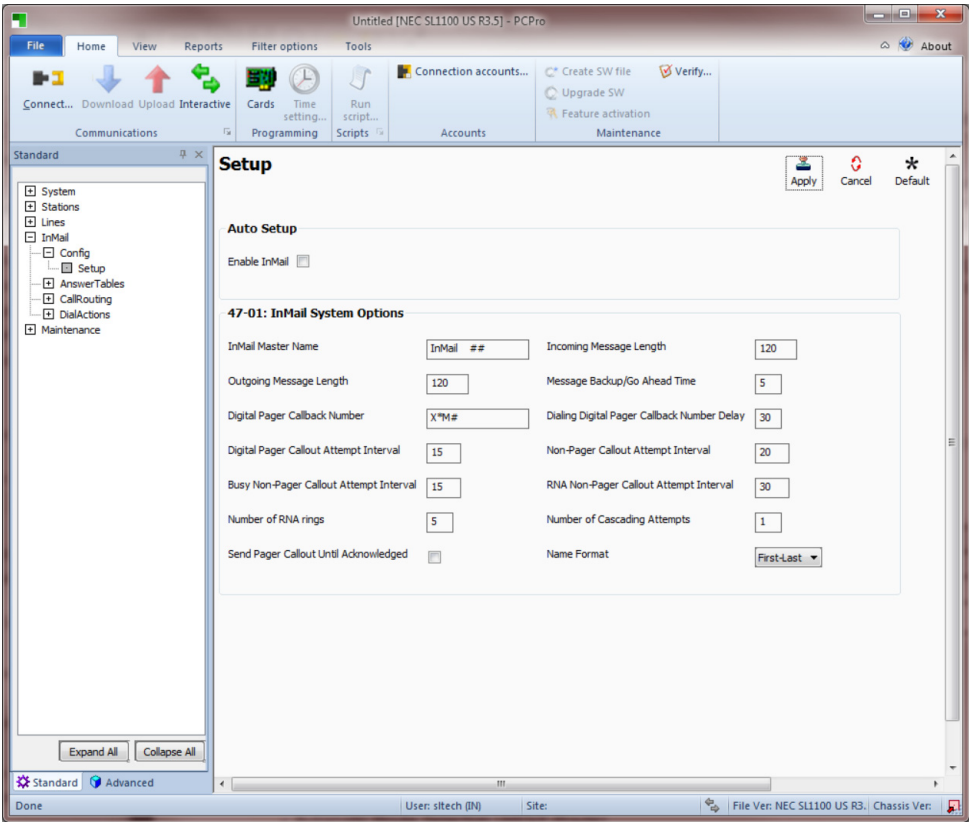 Untitled [NEC SL1100 US R3.5] - PCPro
File Home View Reports Filter options Tools About
Connect... Download Upload Interactive
Communications
Cards Time setting...
Programming
Run script...
Scripts
Connection accounts...
Accounts
Create SW file Verify...
Upgrade SW
Feature activation
Maintenance
Standard
System
Stations
Lines
InMail
Config
Setup
AnswerTables
CallRouting
DialActions
Maintenance
Expand All Collapse All
Standard Advanced
Setup
Apply Cancel Default
Auto Setup
Enable InMail
47-01: InMail System Options
InMail Master Name InMail ## Incoming Message Length 120
Outgoing Message Length 120 Message Backup/Go Ahead Time 5
Digital Pager Callback Number X*M# Dialing Digital Pager Callback Number Delay 30
Digital Pager Callout Attempt Interval 15 Non-Pager Callout Attempt Interval 20
Busy Non-Pager Callout Attempt Interval 15 RNA Non-Pager Callout Attempt Interval 30
Number of RNA rings 5 Number of Cascading Attempts 1
Send Pager Callout Until Acknowledged Name Format First-Last
Done User: sltech (IN) Site: File Ver: NEC SL1100 US R3. Chassis Ver: